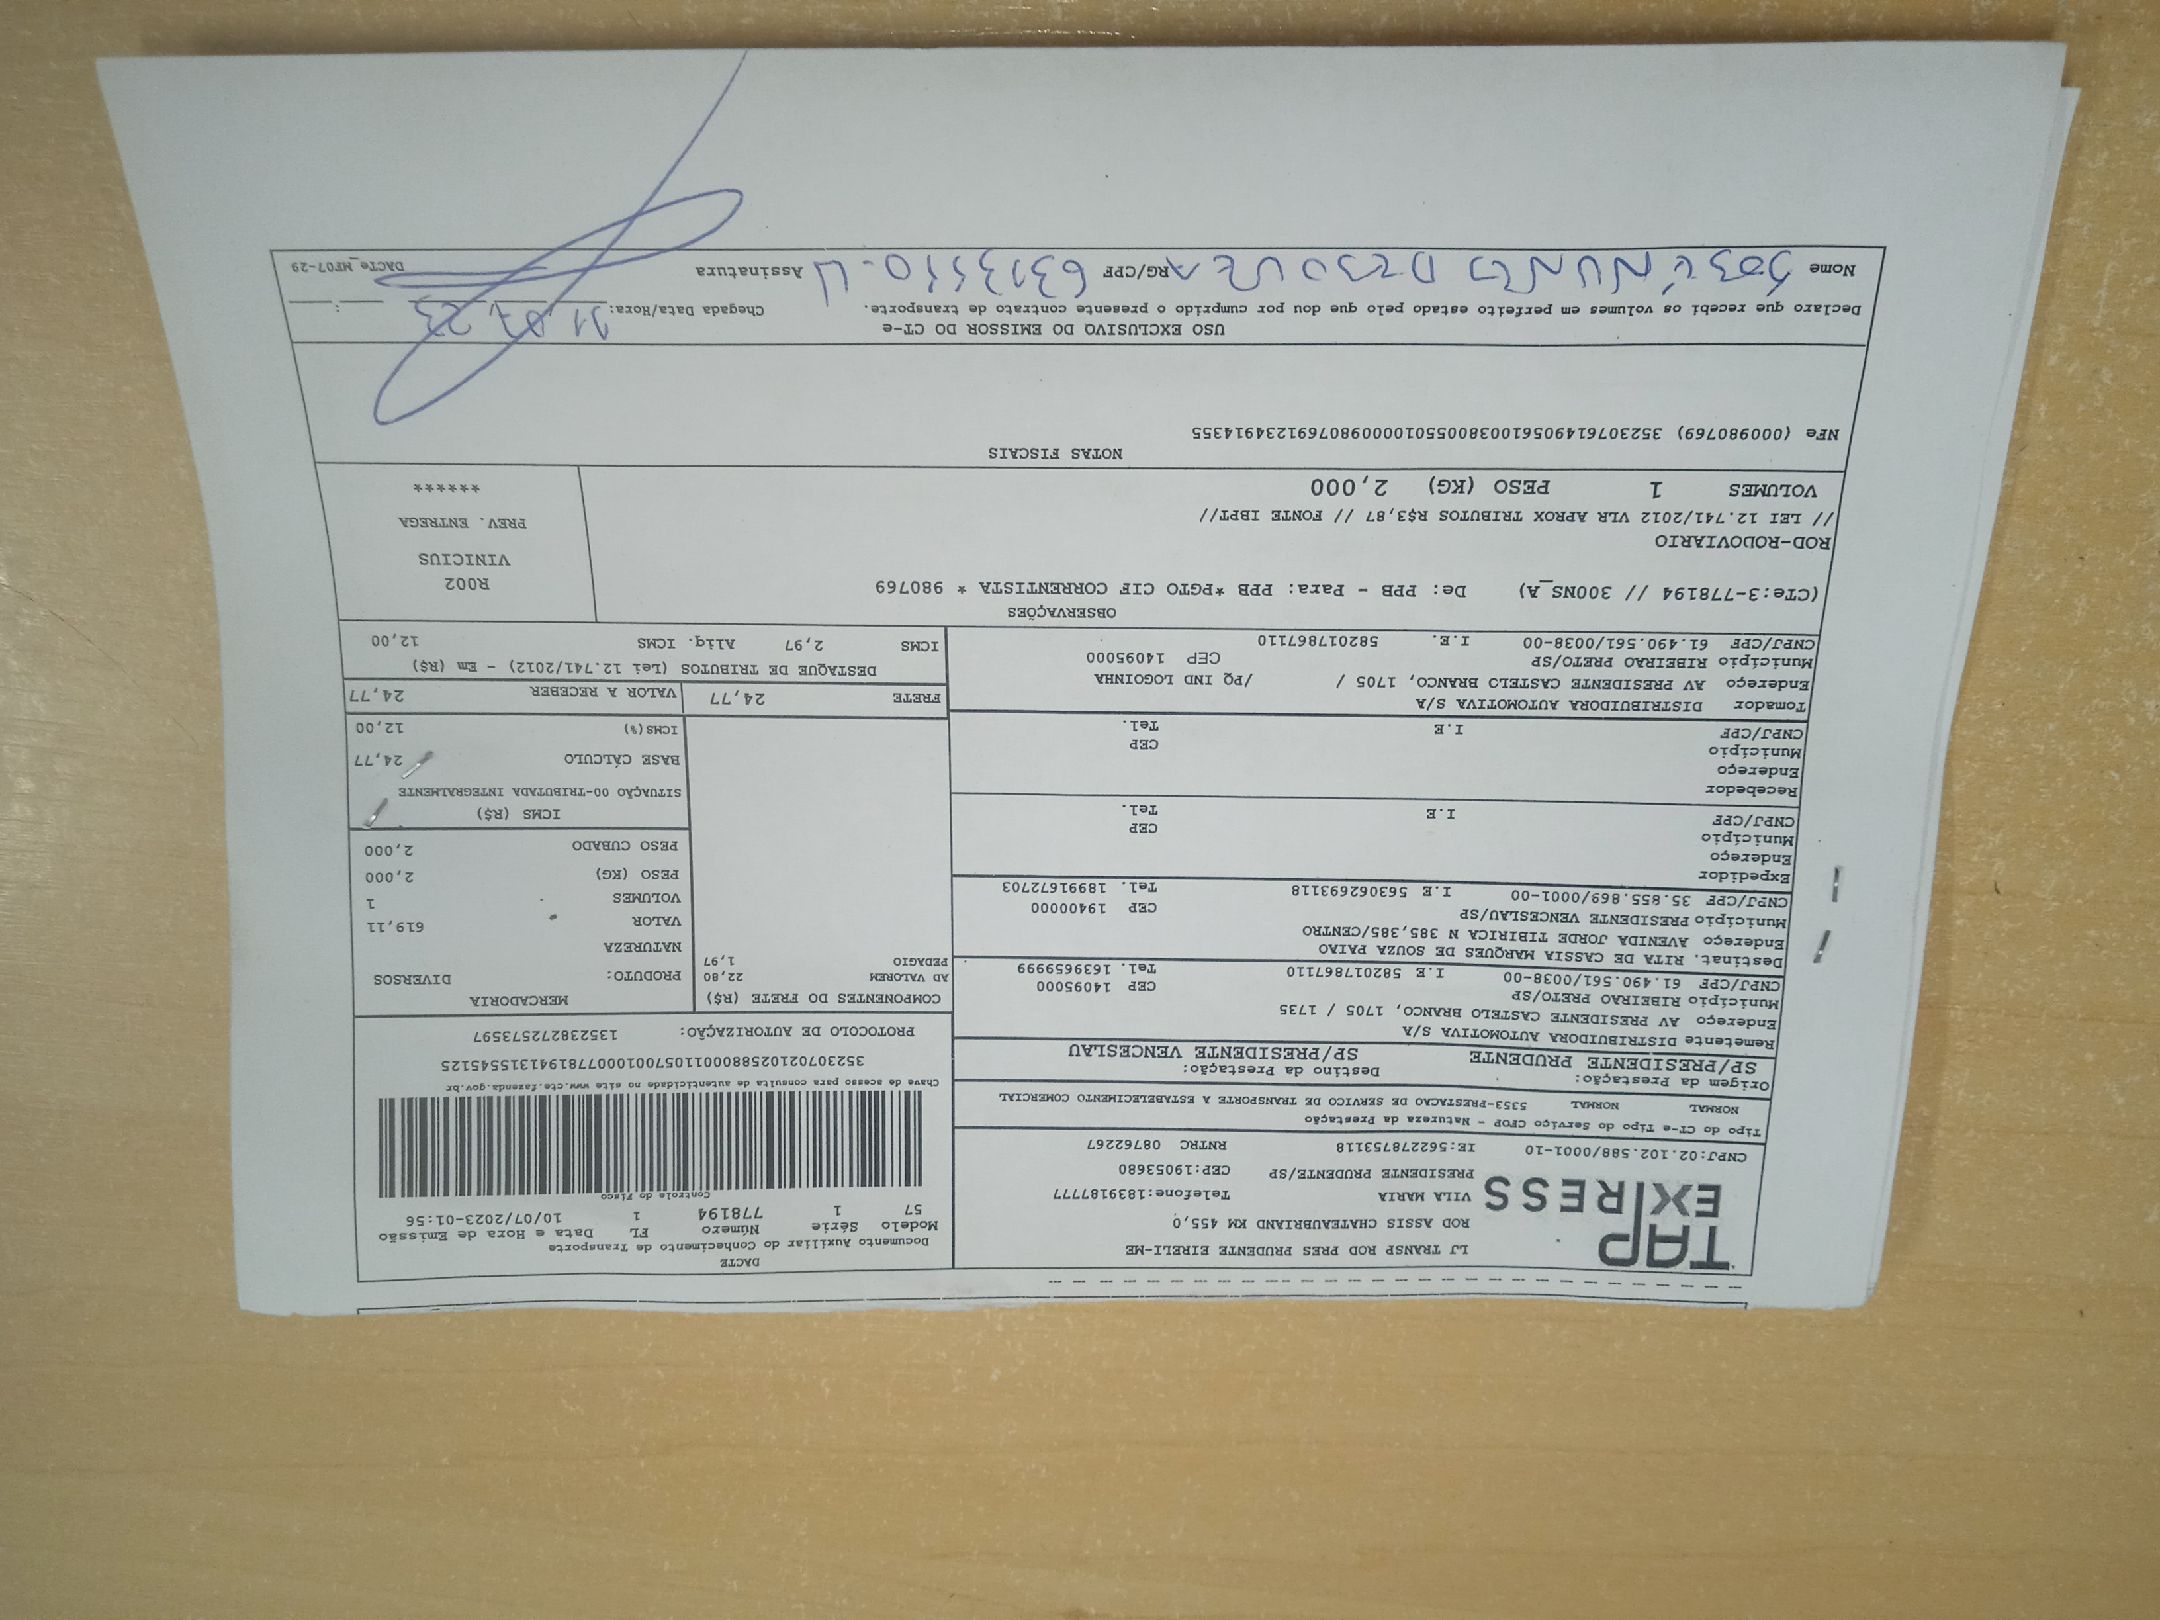 TAP
EXPRESS
LJ TRANSP ROD PRES PRUDENTE EIRELI-ME
ROD ASSIS CHATEAUBRIAND KM 455,0
VILA MARIA Telefone:1839187777
PRESIDENTE PRUDENTE/SP CEP:19053680
CNPJ:02.102.588/0001-10 IE:562278753118 RNTRC 08762267
DACTE
Documento Auxiliar do Conhecimento de Transporte
Modelo Série Número FL Data e Hora de Emissão
57 1 778194 1 10/07/2023-01:56
Controle do Fisco
Chave de acesso para consulta de autenticidade no site www.cte.fazenda.gov.br
35230702102588000110570010007781941315545125
PROTOCOLO DE AUTORIZAÇÃO: 135238272573597
Tipo do CT-e Tipo do Serviço CFOP - Natureza da Prestação
NORMAL NORMAL 5353-PRESTACAO DE SERVICO DE TRANSPORTE A ESTABELECIMENTO COMERCIAL
Origem da Prestação: Destino da Prestação:
SP/PRESIDENTE PRUDENTE SP/PRESIDENTE VENCESLAU
Remetente DISTRIBUIDORA AUTOMOTIVA S/A
Endereço AV PRESIDENTE CASTELO BRANCO, 1705 / 1735
Município RIBEIRAO PRETO/SP CEP 14095000
CNPJ/CPF 61.490.561/0038-00 I.E 582017867110 Tel. 1639659999
Destinat. RITA DE CASSIA MARQUES DE SOUZA PAIAO
Endereço AVENIDA JORDE TIBIRICA N 385,385/CENTRO
Município PRESIDENTE VENCESLAU/SP CEP 19400000
CNPJ/CPF 35.855.869/0001-00 I.E 563062693118 Tel. 18991672703
Expedidor
Endereço
Município CEP
CNPJ/CPF I.E Tel.
Recebedor
Endereço
Município CEP
CNPJ/CPF I.E Tel.
Tomador DISTRIBUIDORA AUTOMOTIVA S/A
Endereço AV PRESIDENTE CASTELO BRANCO, 1705 / /PQ IND LOGOINHA
Município RIBEIRAO PRETO/SP CEP 14095000
CNPJ/CPF 61.490.561/0038-00 I.E. 582017867110
COMPONENTES DO FRETE (R$)
AD VALOREM 22,80
PEDAGIO 1,97
MERCADORIA
PRODUTO: DIVERSOS
NATUREZA
VALOR 619,11
VOLUMES 1
PESO (KG) 2,000
PESO CUBADO 2,000
ICMS (R$)
SITUAÇÃO 00-TRIBUTADA INTEGRALMENTE
BASE CÁLCULO 24,77
ICMS(%) 12,00
FRETE 24,77 VALOR A RECEBER 24,77
DESTAQUE DE TRIBUTOS (Lei 12.741/2012) - Em (R$)
ICMS 2,97 Aliq. ICMS 12,00
OBSERVAÇÕES
(CTe:3-778194 // 300NS_A) De: PPB - Para: PPB *PGTO CIF CORRENTISTA * 980769
ROD-RODOVIARIO
// LEI 12.741/2012 VLR APROX TRIBUTOS R$3,87 // FONTE IBPT//
VOLUMES 1 PESO (KG) 2,000
R002
VINICIUS
PREV. ENTREGA
******
NOTAS FISCAIS
NFe (000980769) 35230761490561003800550100009807691234914355
USO EXCLUSIVO DO EMISSOR DO CT-e
Declaro que recebi os volumes em perfeito estado pelo que dou por cumprido o presente contrato de transporte. Chegada Data/Hora: 11, 07, 23 :
Nome JOSÉ NUNES DE SOUZA RG/CPF Assinatura
DACTe_MF07-29